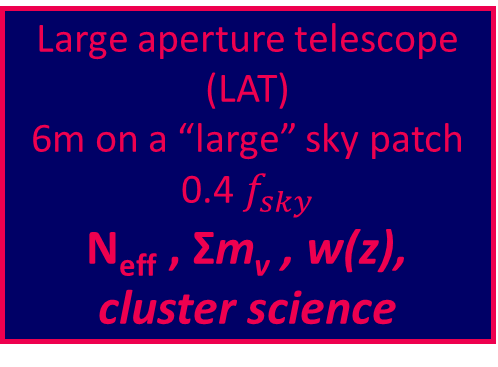 Large aperture telescope
(LAT)
6m on a “large” sky patch
0.4 𝑓𝑠𝑘𝑦
Neff , Σmν , w(z),
cluster science